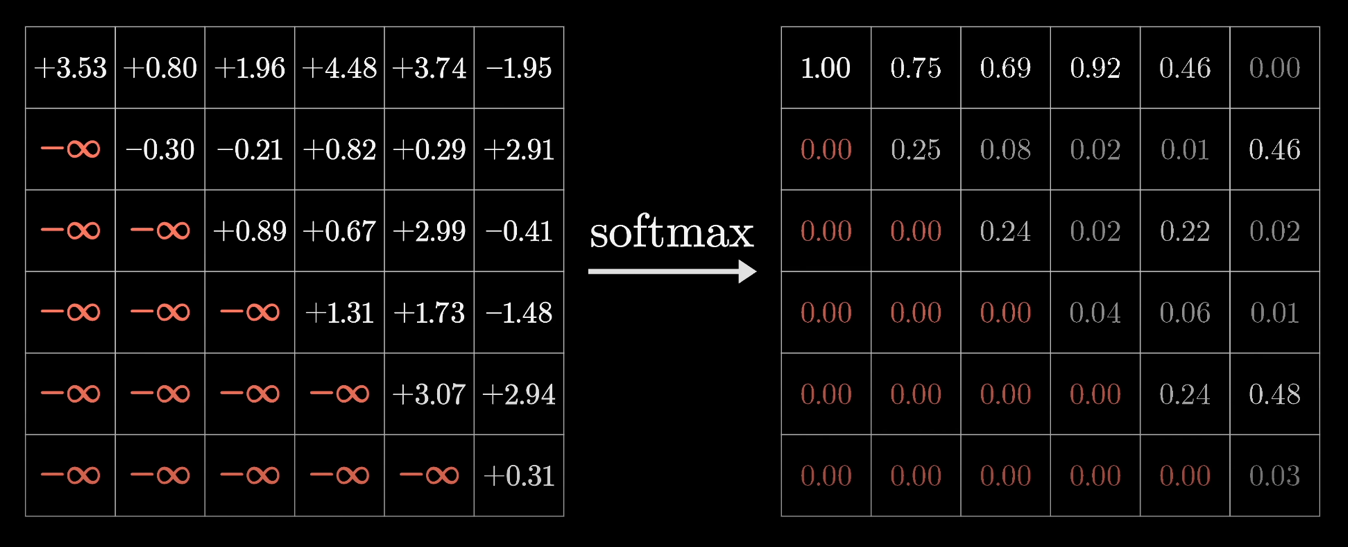 +3.53 +0.80 +1.96 +4.48 +3.74 −1.95
−∞ −0.30 −0.21 +0.82 +0.29 +2.91
−∞ −∞ +0.89 +0.67 +2.99 −0.41
−∞ −∞ −∞ +1.31 +1.73 −1.48
−∞ −∞ −∞ −∞ +3.07 +2.94
−∞ −∞ −∞ −∞ −∞ +0.31
softmax
1.00 0.75 0.69 0.92 0.46 0.00
0.00 0.25 0.08 0.02 0.01 0.46
0.00 0.00 0.24 0.02 0.22 0.02
0.00 0.00 0.00 0.04 0.06 0.01
0.00 0.00 0.00 0.00 0.24 0.48
0.00 0.00 0.00 0.00 0.00 0.03